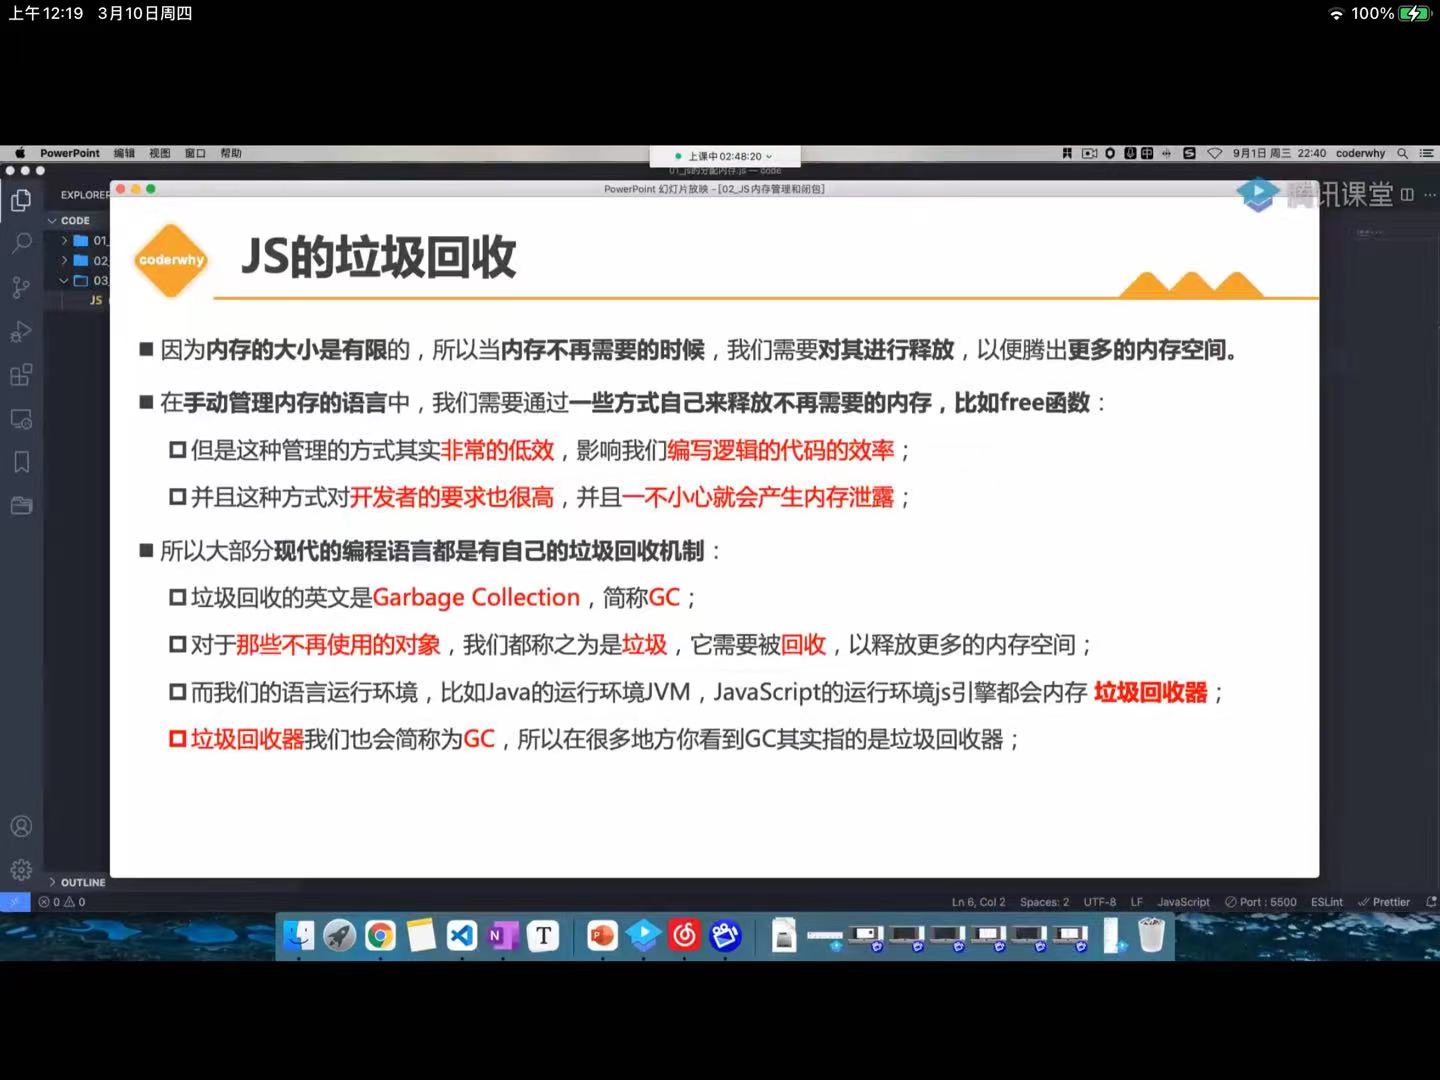 上午12:19 3月10日周四
100%
PowerPoint 编辑 视图 窗口 帮助
上课中 02:48:20
9月1日 周三 22:40 coderwhy
01_js的分配内存.js — code
EXPLORER
PowerPoint 幻灯片放映 - [02_JS内存管理和闭包]
腾讯课堂
CODE
01_
02_
03_
JS
coderwhy
JS的垃圾回收
因为内存的大小是有限的，所以当内存不再需要的时候，我们需要对其进行释放，以便腾出更多的内存空间。
在手动管理内存的语言中，我们需要通过一些方式自己来释放不再需要的内存，比如free函数：
但是这种管理的方式其实非常的低效，影响我们编写逻辑的代码的效率；
并且这种方式对开发者的要求也很高，并且一不小心就会产生内存泄露；
所以大部分现代的编程语言都是有自己的垃圾回收机制：
垃圾回收的英文是Garbage Collection，简称GC；
对于那些不再使用的对象，我们都称之为是垃圾，它需要被回收，以释放更多的内存空间；
而我们的语言运行环境，比如Java的运行环境JVM，JavaScript的运行环境js引擎都会内存 垃圾回收器；
垃圾回收器我们也会简称为GC，所以在很多地方你看到GC其实指的是垃圾回收器；
OUTLINE
0 0
Ln 6, Col 2 Spaces: 2 UTF-8 LF JavaScript Port : 5500 ESLint Prettier
N T P